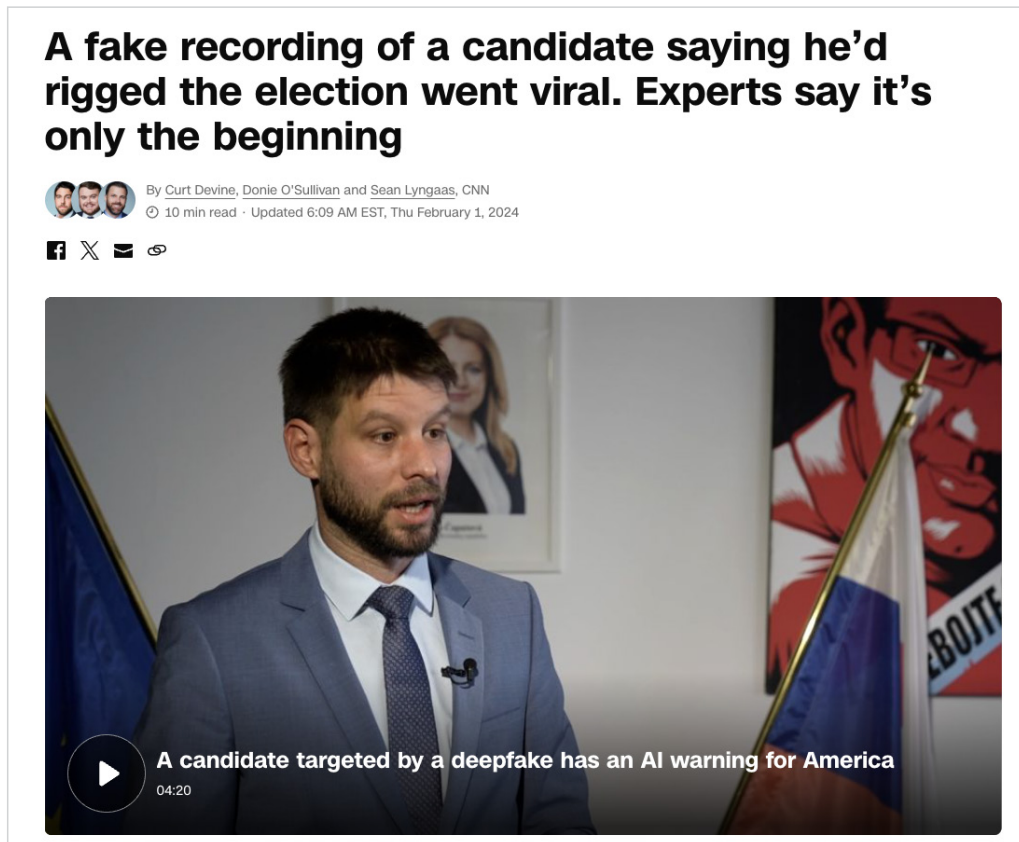 A fake recording of a candidate saying he’d
rigged the election went viral. Experts say it’s
only the beginning
By Curt Devine, Donie O’Sullivan and Sean Lyngaas, CNN
10 min read · Updated 6:09 AM EST, Thu February 1, 2024
EBOJTE
A candidate targeted by a deepfake has an AI warning for America
04:20